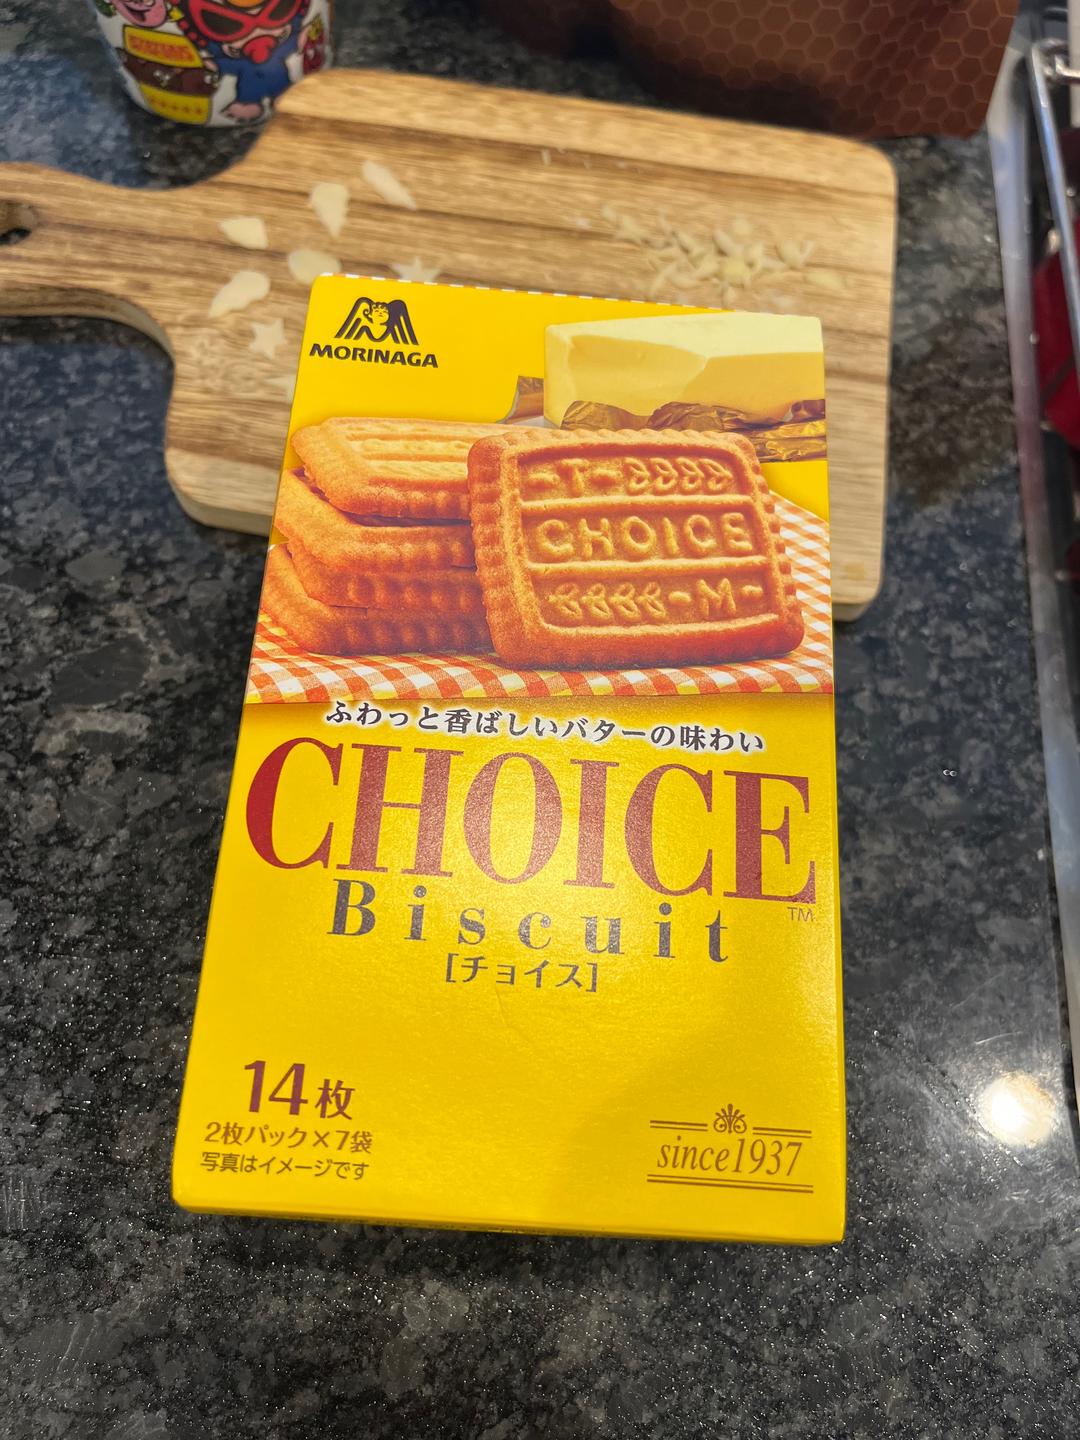 MORINAGA
-T-
CHOICE
-M-
ふわっと香ばしいバターの味わい
CHOICE
TM
Biscuit
[チョイス]
14枚
2枚パック×7袋
写真はイメージです
since1937